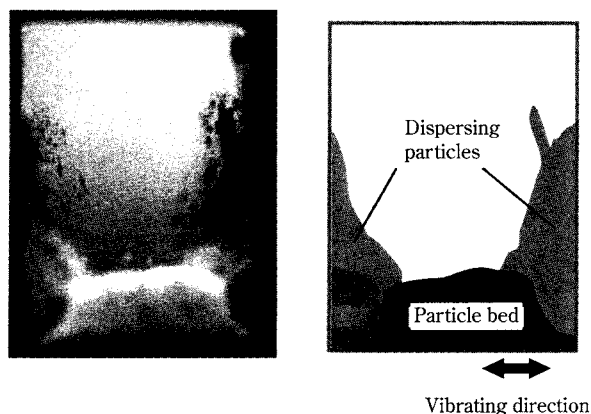 Dispersing
particles
Particle bed
Vibrating direction